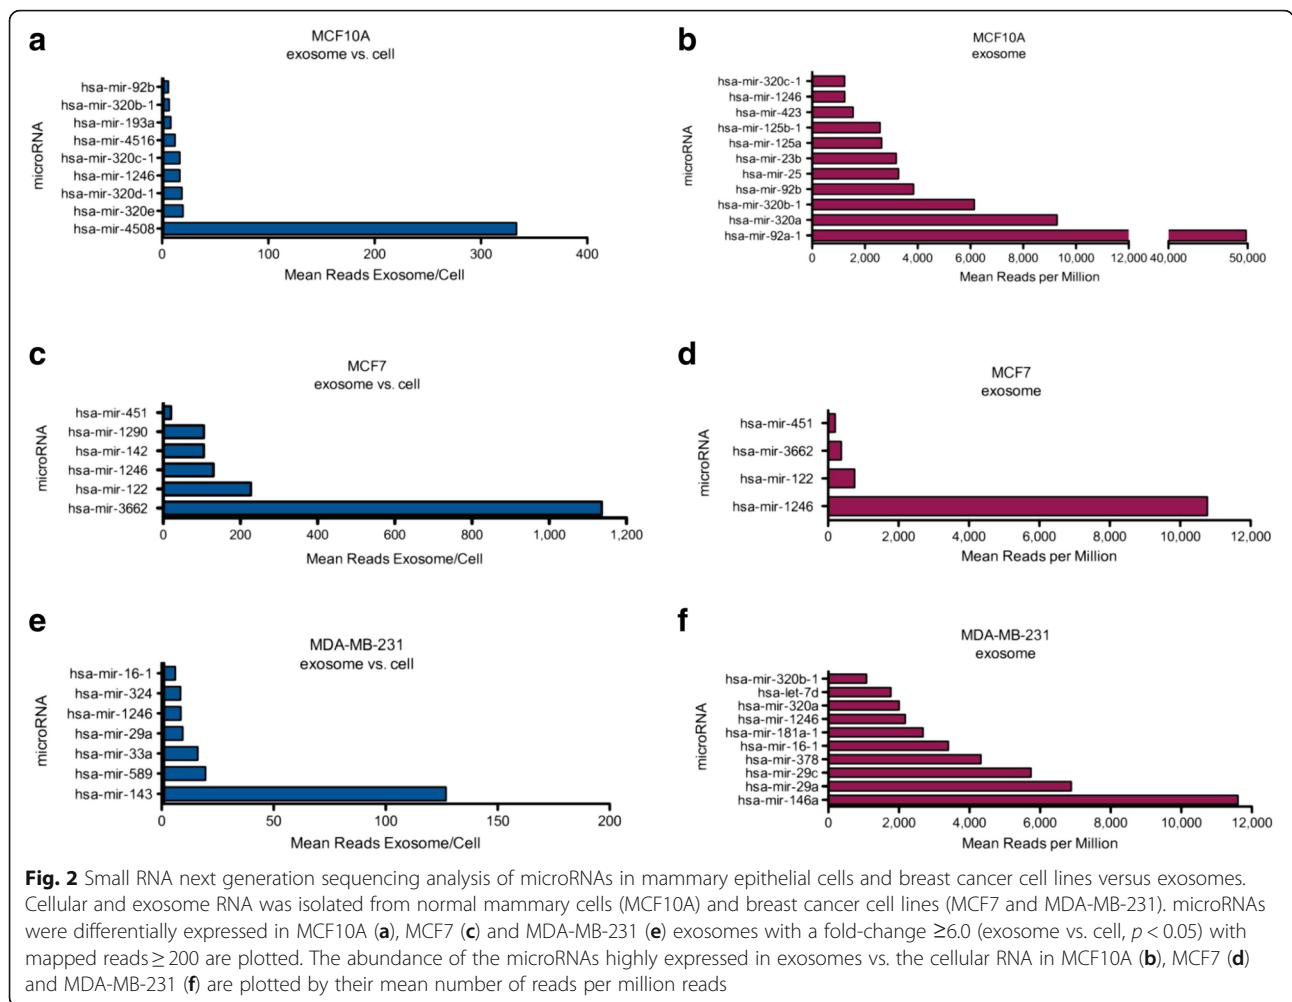 a
MCF10A
exosome vs. cell
microRNA
hsa-mir-92b
hsa-mir-320b-1
hsa-mir-193a
hsa-mir-4516
hsa-mir-320c-1
hsa-mir-1246
hsa-mir-320d-1
hsa-mir-320e
hsa-mir-4508
0 100 200 300 400
Mean Reads Exosome/Cell
b
MCF10A
exosome
microRNA
hsa-mir-320c-1
hsa-mir-1246
hsa-mir-423
hsa-mir-125b-1
hsa-mir-125a
hsa-mir-23b
hsa-mir-25
hsa-mir-92b
hsa-mir-320b-1
hsa-mir-320a
hsa-mir-92a-1
0 2,000 4,000 6,000 8,000 10,000 12,000 40,000 50,000
Mean Reads per Million
c
MCF7
exosome vs. cell
microRNA
hsa-mir-451
hsa-mir-1290
hsa-mir-142
hsa-mir-1246
hsa-mir-122
hsa-mir-3662
0 200 400 600 800 1,000 1,200
Mean Reads Exosome/Cell
d
MCF7
exosome
microRNA
hsa-mir-451
hsa-mir-3662
hsa-mir-122
hsa-mir-1246
0 2,000 4,000 6,000 8,000 10,000 12,000
Mean Reads per Million
e
MDA-MB-231
exosome vs. cell
microRNA
hsa-mir-16-1
hsa-mir-324
hsa-mir-1246
hsa-mir-29a
hsa-mir-33a
hsa-mir-589
hsa-mir-143
0 50 100 150 200
Mean Reads Exosome/Cell
f
MDA-MB-231
exosome
microRNA
hsa-mir-320b-1
hsa-let-7d
hsa-mir-320a
hsa-mir-1246
hsa-mir-181a-1
hsa-mir-16-1
hsa-mir-378
hsa-mir-29c
hsa-mir-29a
hsa-mir-146a
0 2,000 4,000 6,000 8,000 10,000 12,000
Mean Reads per Million
Fig. 2 Small RNA next generation sequencing analysis of microRNAs in mammary epithelial cells and breast cancer cell lines versus exosomes.
Cellular and exosome RNA was isolated from normal mammary cells (MCF10A) and breast cancer cell lines (MCF7 and MDA-MB-231). microRNAs
were differentially expressed in MCF10A (a), MCF7 (c) and MDA-MB-231 (e) exosomes with a fold-change ≥6.0 (exosome vs. cell, p < 0.05) with
mapped reads ≥ 200 are plotted. The abundance of the microRNAs highly expressed in exosomes vs. the cellular RNA in MCF10A (b), MCF7 (d)
and MDA-MB-231 (f) are plotted by their mean number of reads per million reads